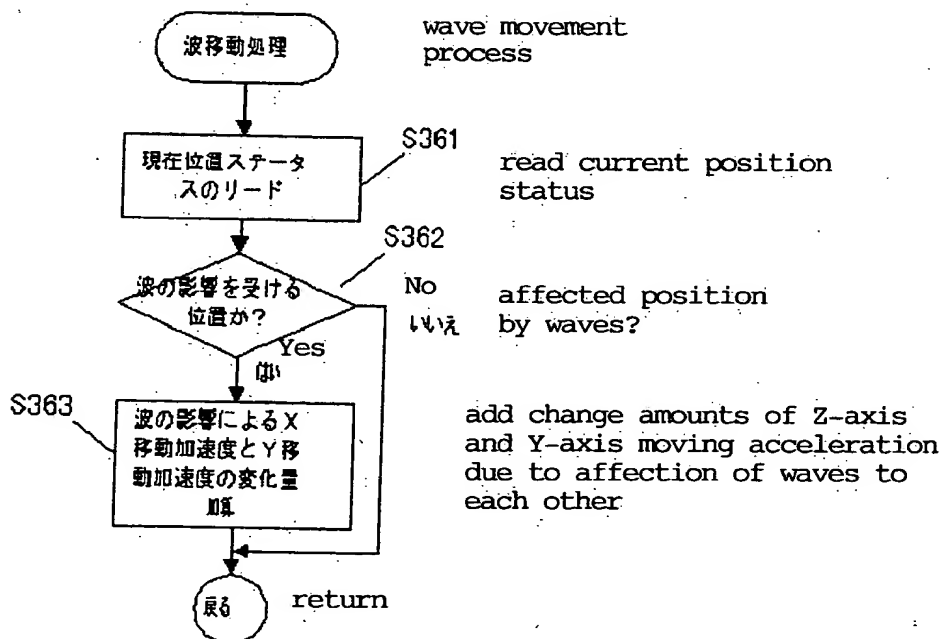 波移動処理
wave movement
process
S361
現在位置ステータ
スのリード
read current position
status
S362
波の影響を受ける
位置か?
No
いいえ
affected position
by waves?
Yes
はい
S363
波の影響によるX
移動加速度とY移
動加速度の変化量
加算
add change amounts of Z-axis
and Y-axis moving acceleration
due to affection of waves to
each other
戻る
return